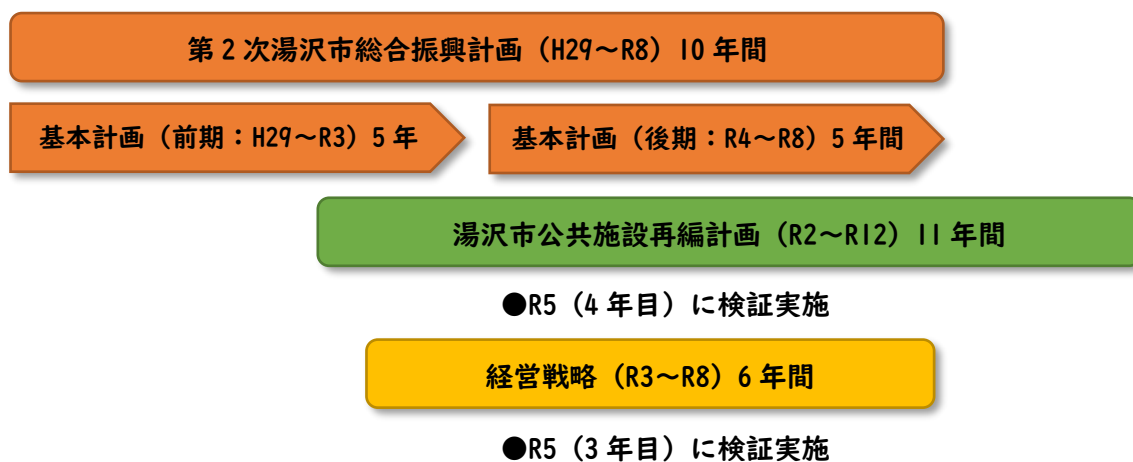 第2次湯沢市総合振興計画（H29～R8）10年間
基本計画（前期：H29～R3）5年
基本計画（後期：R4～R8）5年間
湯沢市公共施設再編計画（R2～R12）11年間
●R5（4年目）に検証実施
経営戦略（R3～R8）6年間
●R5（3年目）に検証実施